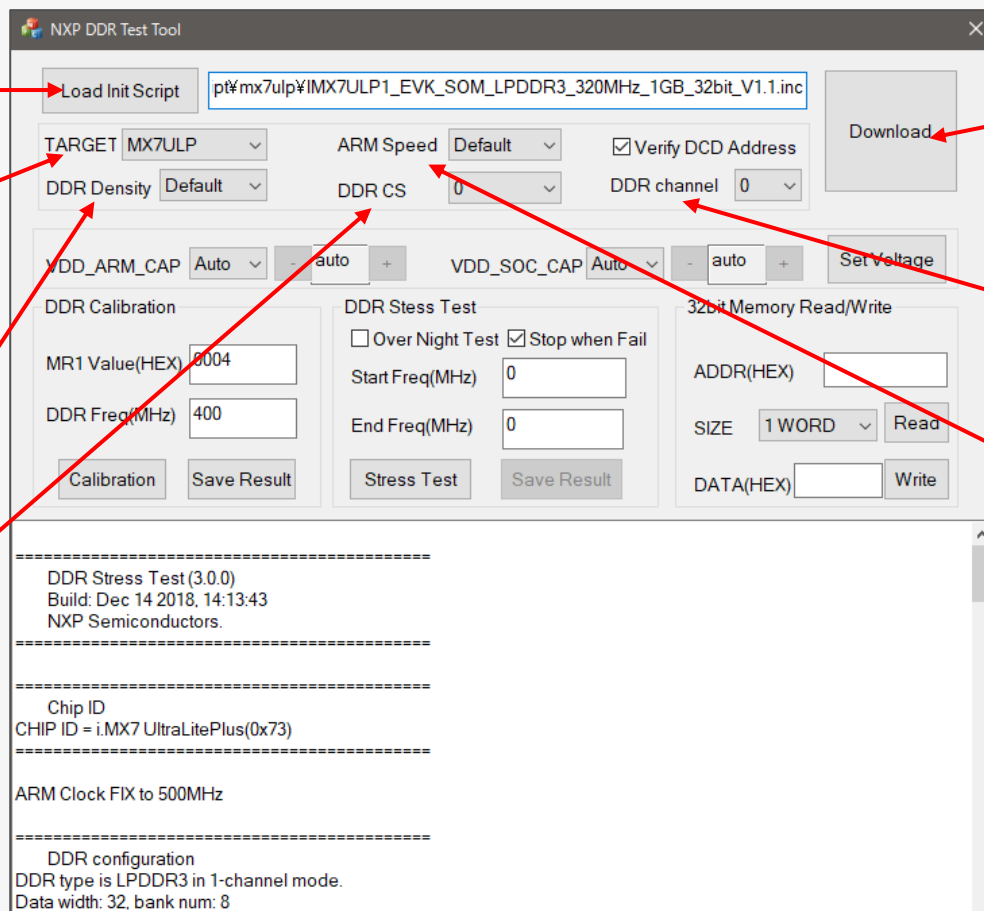 NXP DDR Test Tool
Load Init Script pt¥mx7ulp¥IMX7ULP1_EVK_SOM_LPDDR3_320MHz_1GB_32bit_V1.1.inc
Download
TARGET MX7ULP ARM Speed Default Verify DCD Address
DDR Density Default DDR CS 0 DDR channel 0
VDD_ARM_CAP Auto - auto + VDD_SOC_CAP Auto - auto + Set Voltage
DDR Calibration DDR Stess Test 32bit Memory Read/Write
Over Night Test Stop when Fail
MR1 Value(HEX) 0004 Start Freq(MHz) 0 ADDR(HEX)
DDR Freq(MHz) 400 End Freq(MHz) 0 SIZE 1 WORD Read
Calibration Save Result Stress Test Save Result DATA(HEX) Write
============================================
DDR Stress Test (3.0.0)
Build: Dec 14 2018, 14:13:43
NXP Semiconductors.
============================================
============================================
Chip ID
CHIP ID = i.MX7 UltraLitePlus(0x73)
============================================
ARM Clock FIX to 500MHz
============================================
DDR configuration
DDR type is LPDDR3 in 1-channel mode.
Data width: 32, bank num: 8